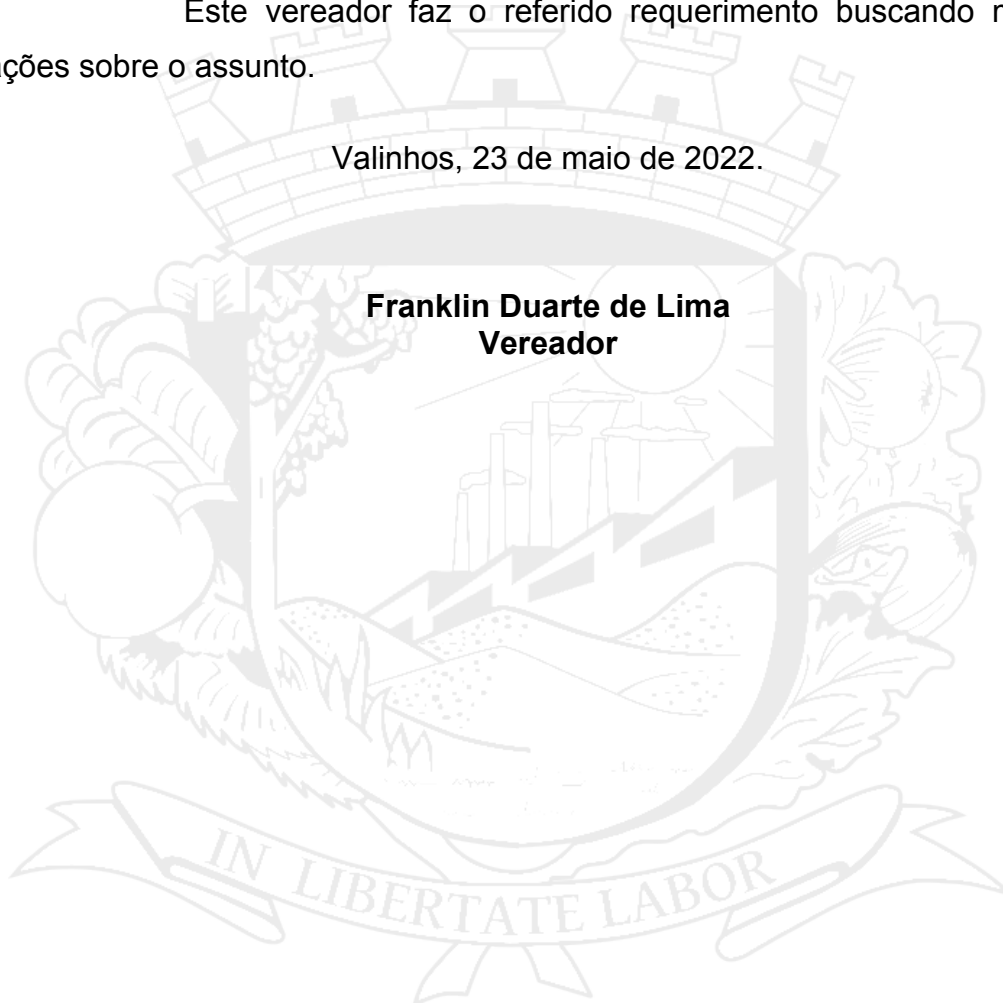 Este vereador faz o referido requerimento buscando
ações sobre o assunto.
Valinhos, 23 de maio de 2022.
Franklin Duarte de Lima
Vereador
IN LIBERTATE LABOR